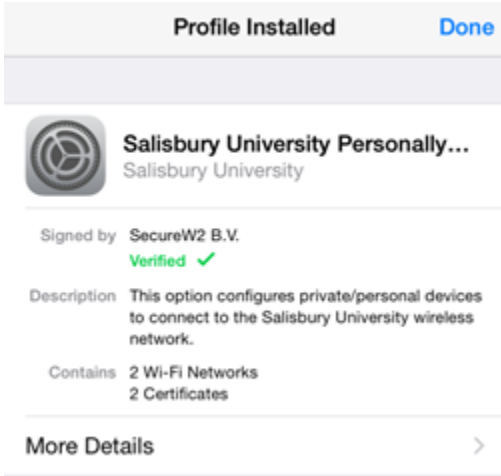 Profile Installed Done
Salisbury University Personally...
Salisbury University
Signed by SecureW2 B.V.
Verified ✓
Description This option configures private/personal devices
to connect to the Salisbury University wireless
network.
Contains 2 Wi-Fi Networks
2 Certificates
More Details